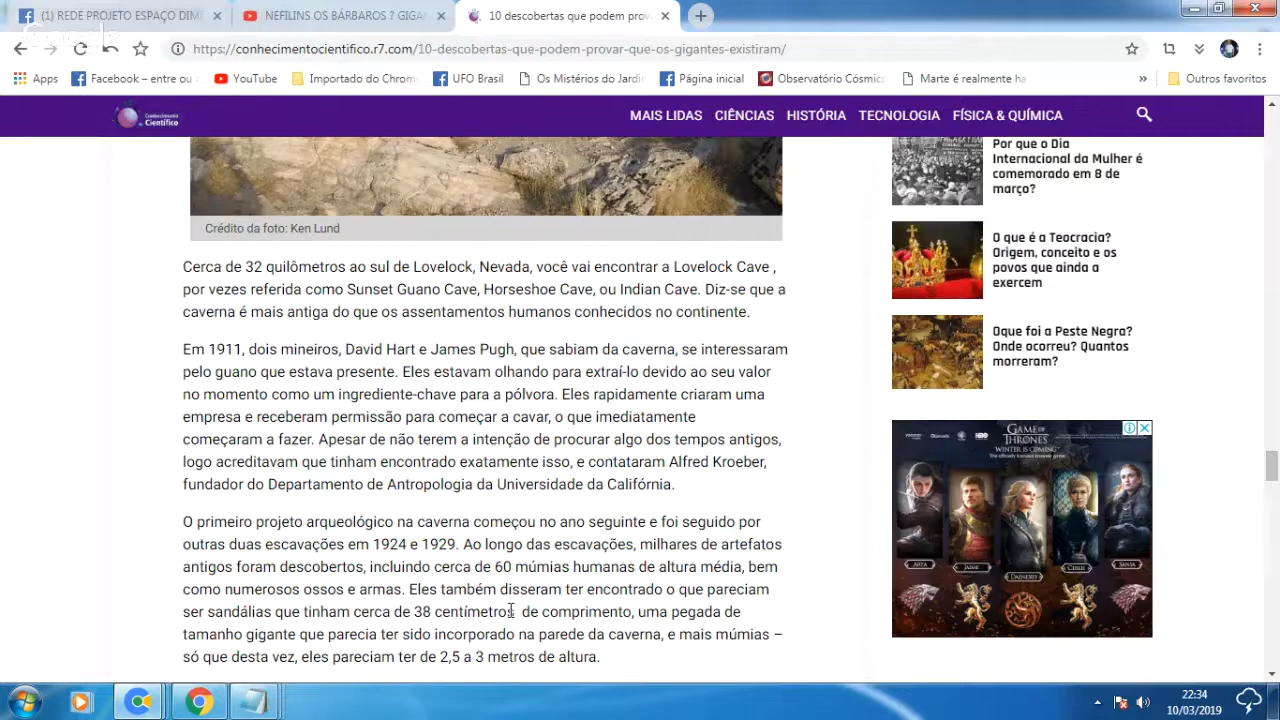 (1) REDE PROJETO ESPAÇO DIM
NEFILINS OS BÁRBAROS ? GIGA
10 descobertas que podem prov
https://conhecimentocientifico.r7.com/10-descobertas-que-podem-provar-que-os-gigantes-existiram/
Apps
Facebook – entre ou
YouTube
Importado do Chrom
UFO Brasil
Os Mistérios do Jardin
Página inicial
Observatório Cósmic
Marte é realmente ha
»
Outros favoritos
Conhecimento
Científico
MAIS LIDAS
CIÊNCIAS
HISTÓRIA
TECNOLOGIA
FÍSICA & QUÍMICA
Crédito da foto: Ken Lund
Cerca de 32 quilômetros ao sul de Lovelock, Nevada, você vai encontrar a Lovelock Cave ,
por vezes referida como Sunset Guano Cave, Horseshoe Cave, ou Indian Cave. Diz-se que a
caverna é mais antiga do que os assentamentos humanos conhecidos no continente.
Em 1911, dois mineiros, David Hart e James Pugh, que sabiam da caverna, se interessaram
pelo guano que estava presente. Eles estavam olhando para extraí-lo devido ao seu valor
no momento como um ingrediente-chave para a pólvora. Eles rapidamente criaram uma
empresa e receberam permissão para começar a cavar, o que imediatamente
começaram a fazer. Apesar de não terem a intenção de procurar algo dos tempos antigos,
logo acreditavam que tinham encontrado exatamente isso, e contataram Alfred Kroeber,
fundador do Departamento de Antropologia da Universidade da Califórnia.
O primeiro projeto arqueológico na caverna começou no ano seguinte e foi seguido por
outras duas escavações em 1924 e 1929. Ao longo das escavações, milhares de artefatos
antigos foram descobertos, incluindo cerca de 60 múmias humanas de altura média, bem
como numerosos ossos e armas. Eles também disseram ter encontrado o que pareciam
ser sandálias que tinham cerca de 38 centímetros de comprimento, uma pegada de
tamanho gigante que parecia ter sido incorporado na parede da caverna, e mais múmias –
só que desta vez, eles pareciam ter de 2,5 a 3 metros de altura.
Por que o Dia
Internacional da Mulher é
comemorado em 8 de
março?
O que é a Teocracia?
Origem, conceito e os
povos que ainda a
exercem
Oque foi a Peste Negra?
Onde ocorreu? Quantos
morreram?
HBO
GAME OF
THRONES
WINTER IS COMING
ARYA
JAIME
DAENERYS
CERSEI
SANSA
22:34
10/03/2019